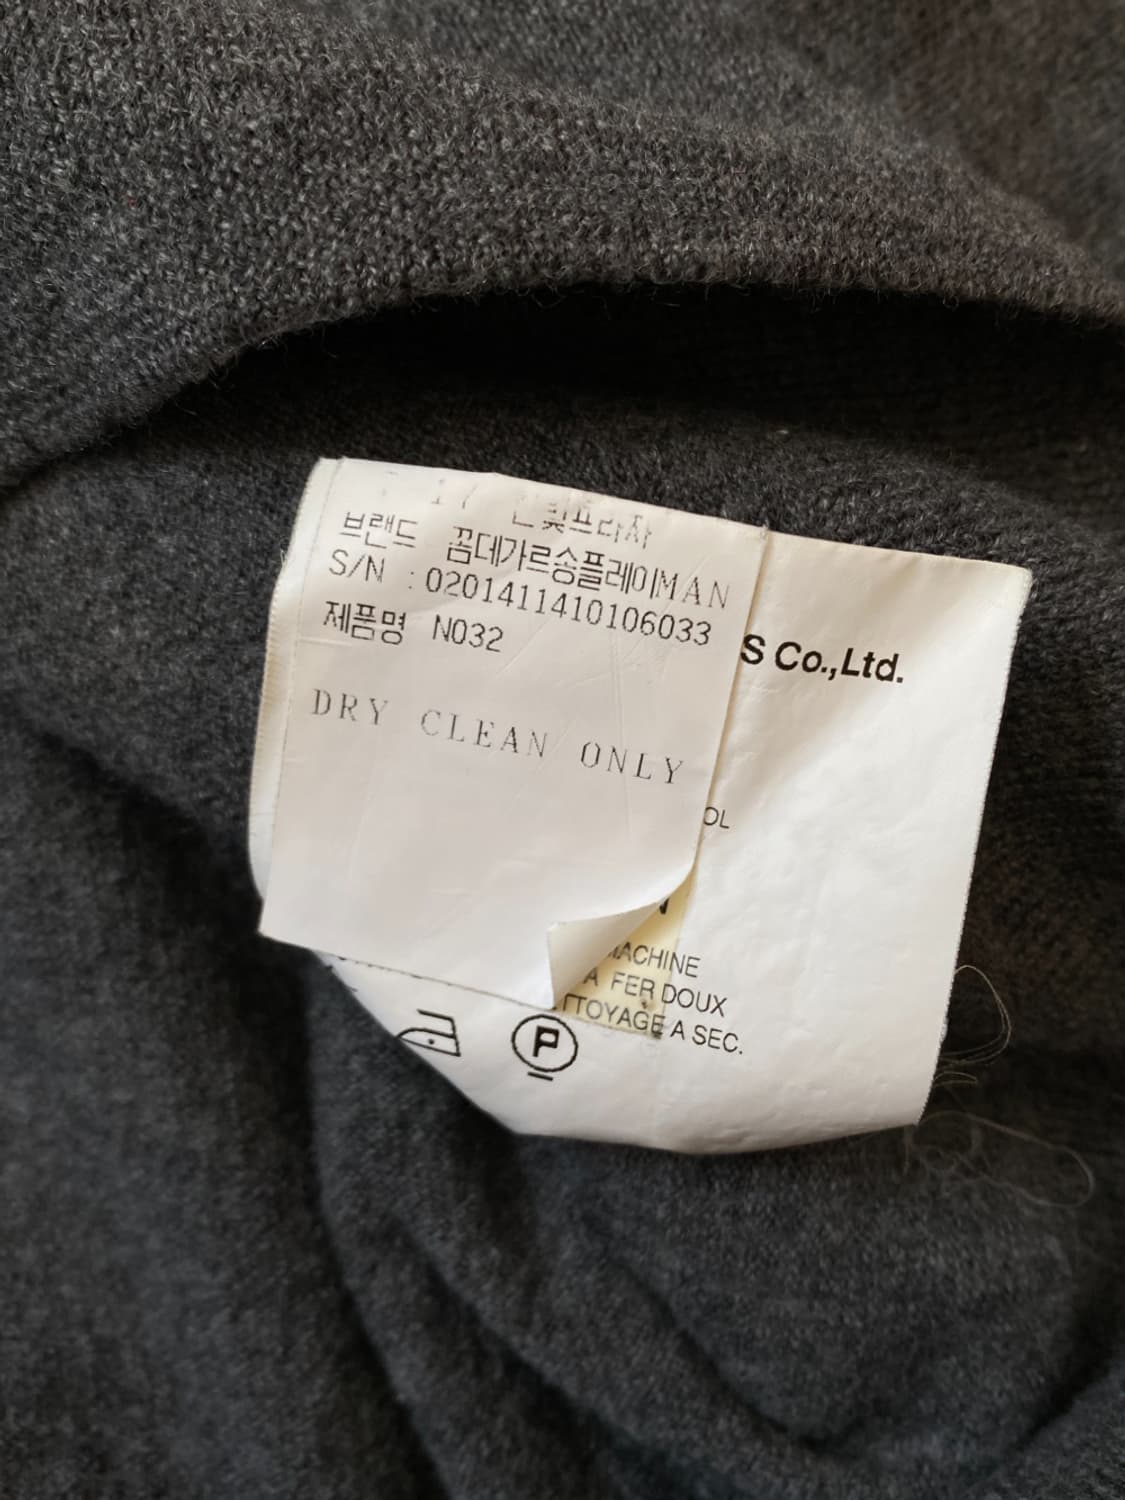 브랜드 꼼데가르송플레이MAN
S/N : 0201411410106033
제품명 N032
DRY CLEAN ONLY
S Co.,Ltd.
OL
MACHINE
A FER DOUX
TTOYAGE A SEC.
P